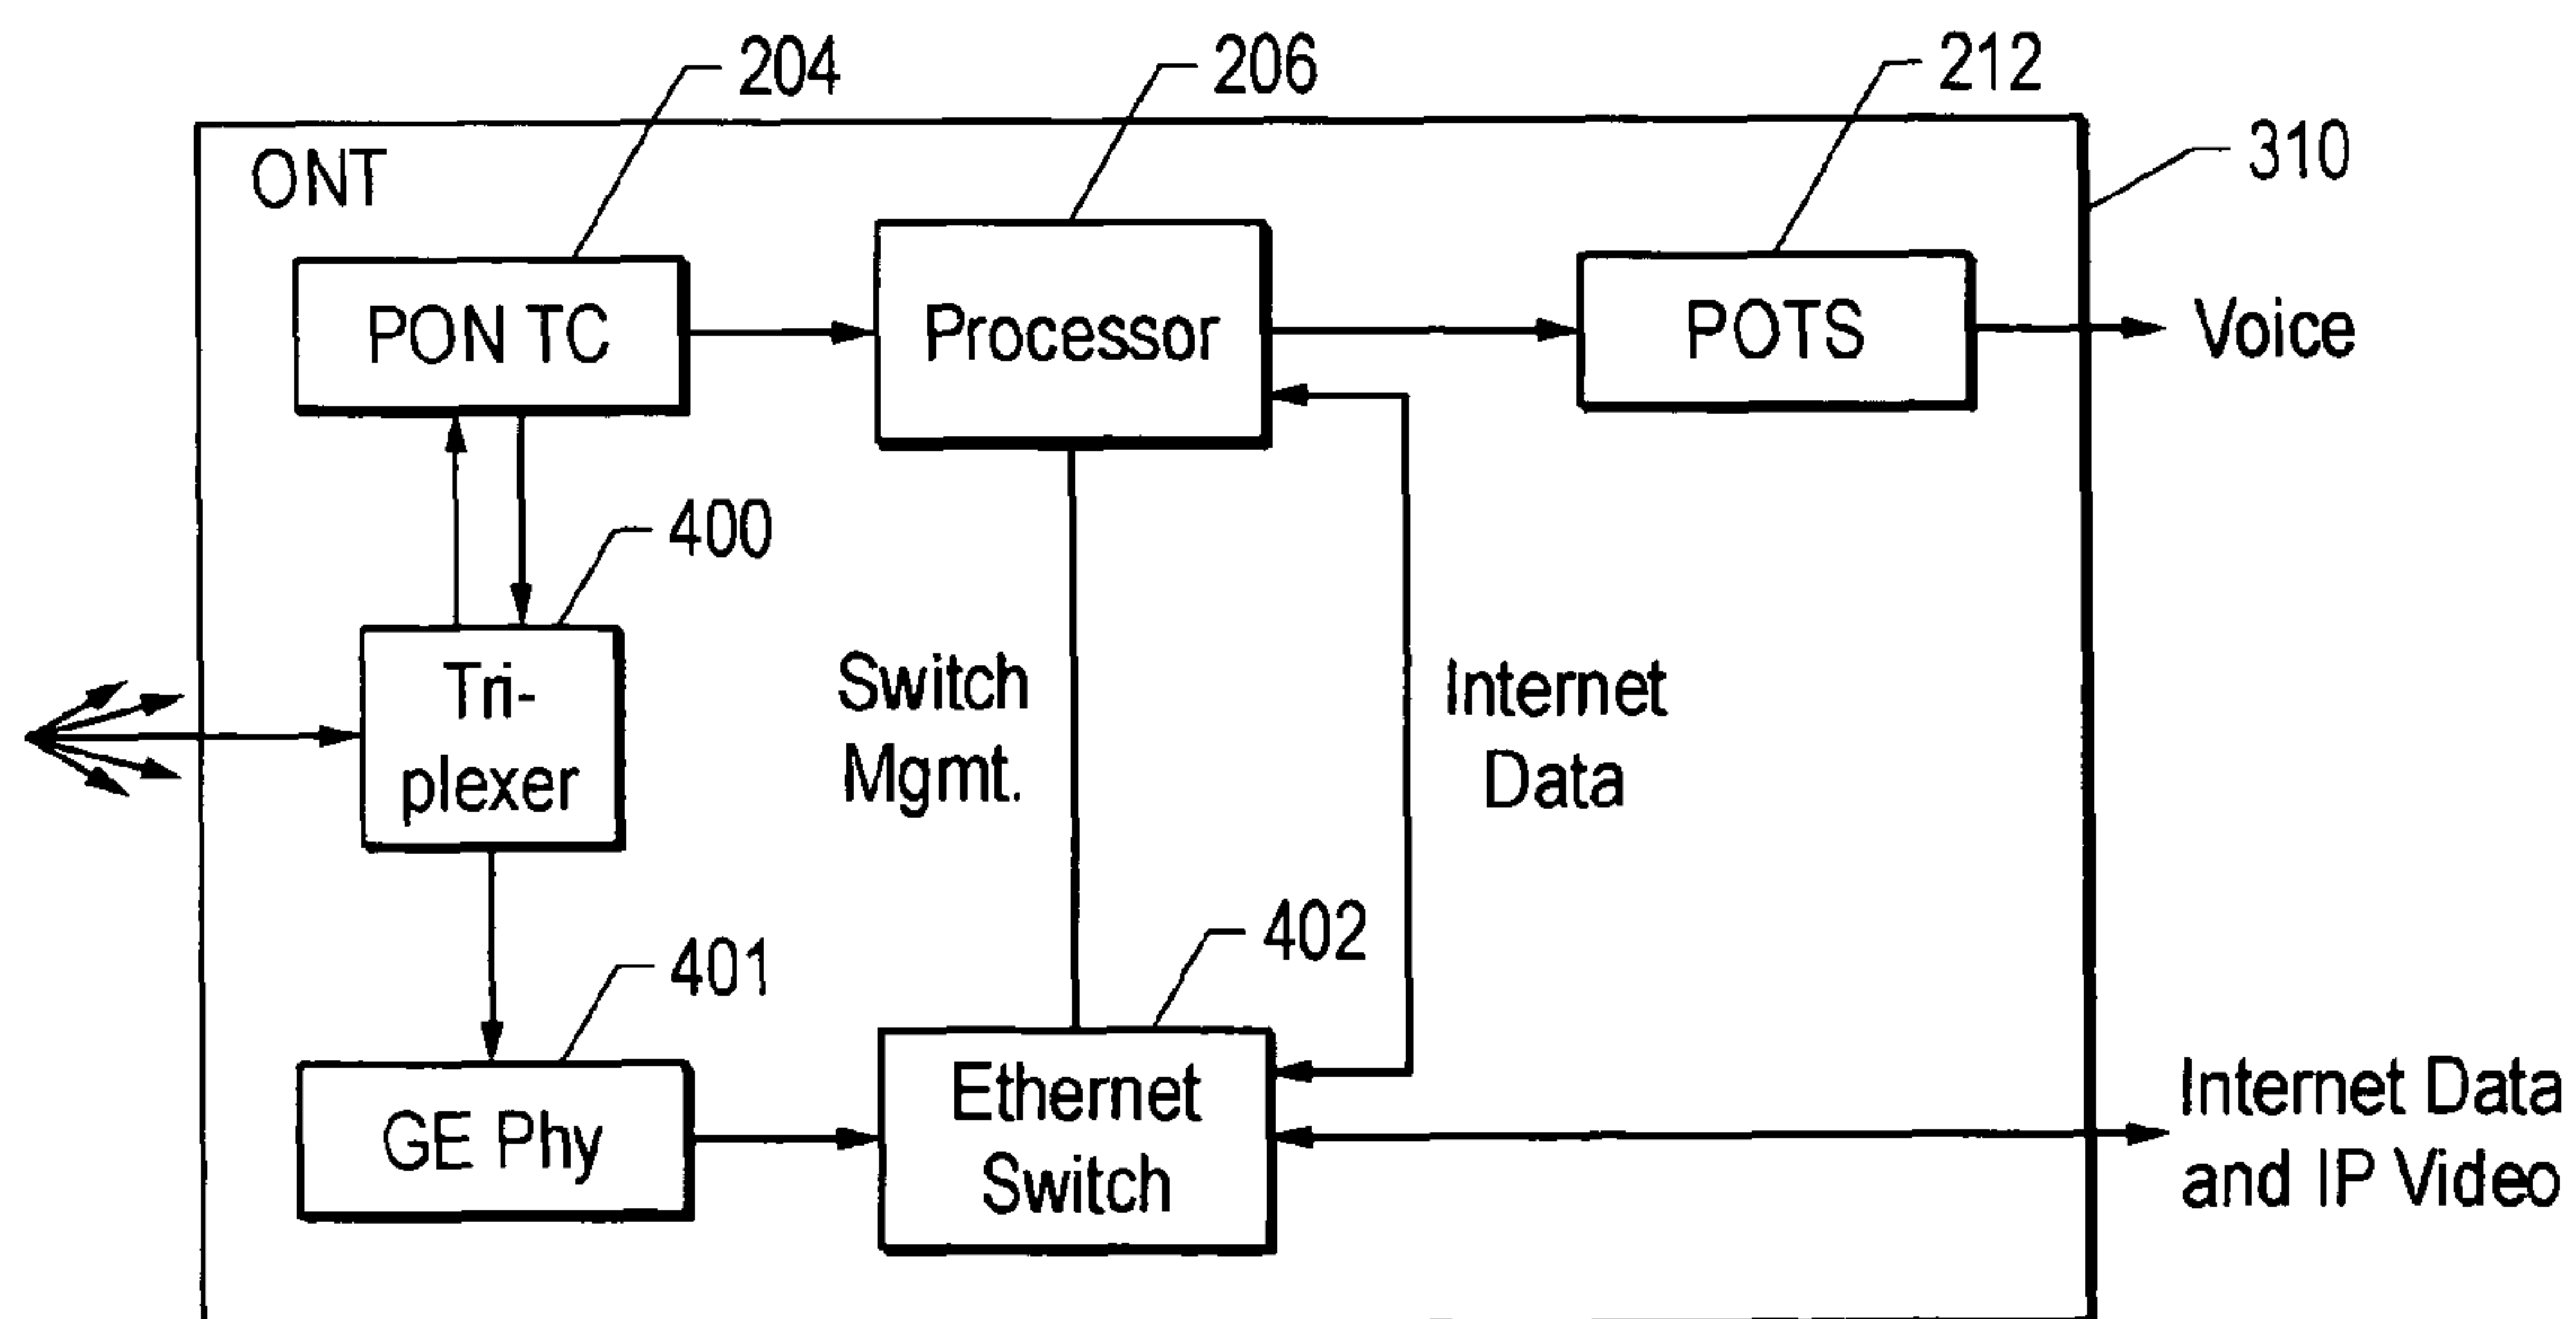 204
206
212
310
ONT
PON TC
Processor
POTS
Voice
400
Tri-
plexer
Switch
Mgmt.
Internet
Data
401
402
GE Phy
Ethernet
Switch
Internet Data
and IP Video